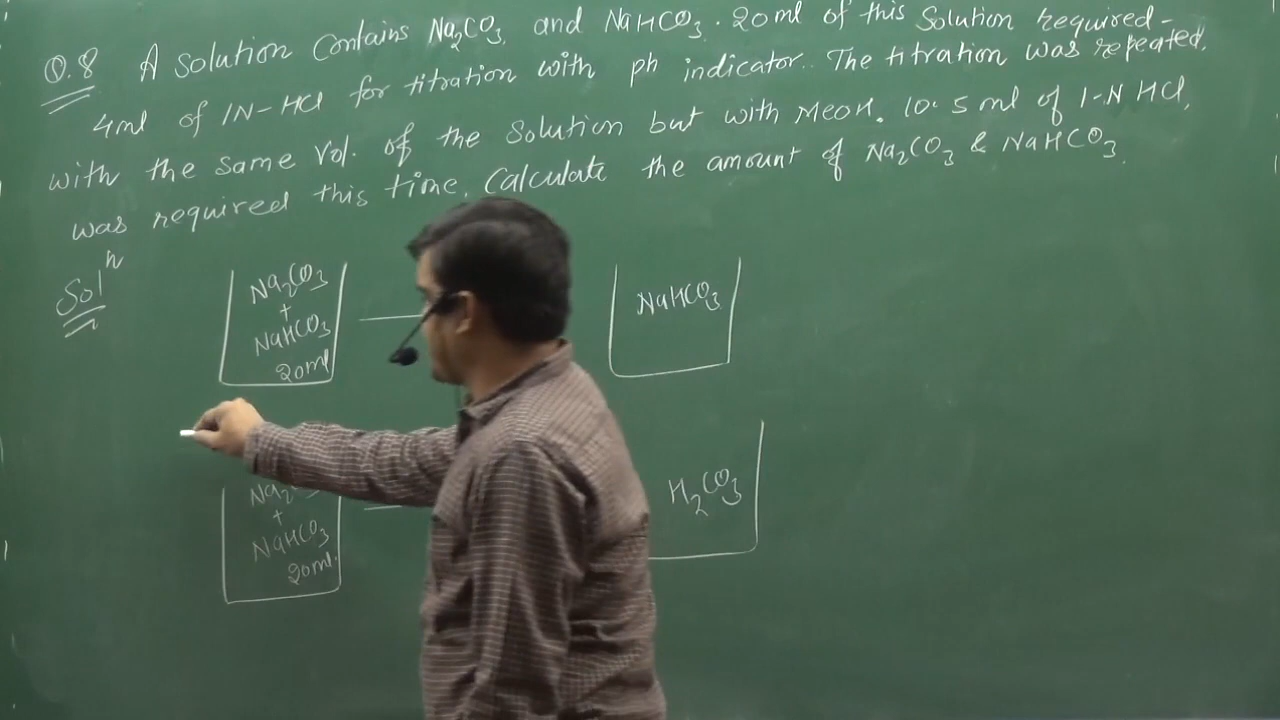 Q.8 A solution contains Na₂CO₃ and NaHCO₃. 20ml of this Solution required-
4ml of 1N-HCl for titration with ph indicator.. The titration was repeated.
with the same Vol. of the solution but with MeOH. 10.5 ml of 1-N HCl,
was required this time. Calculate the amount of Na₂CO₃ & NaHCO₃.
Solⁿ
Na₂CO₃
+
NaHCO₃
20ml
NaHCO₃
Na₂
+
NaHCO₃
20ml.
H₂CO₃